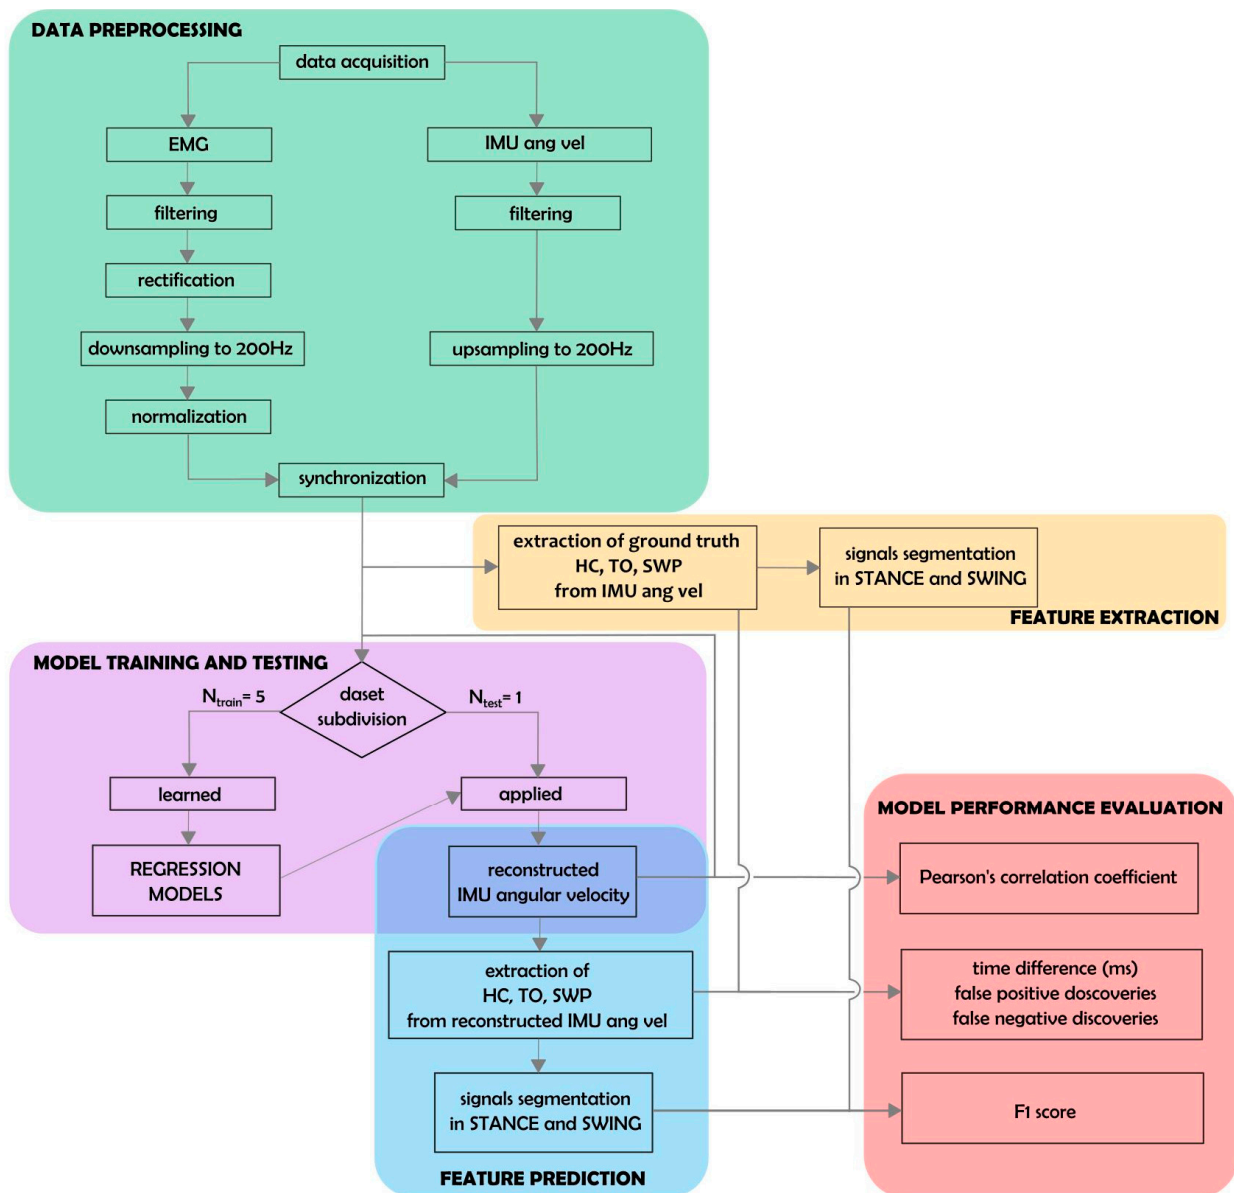 DATA PREPROCESSING
data acquisition
EMG
IMU ang vel
filtering
filtering
rectification
downsampling to 200Hz
upsampling to 200Hz
normalization
synchronization
extraction of ground truth
HC, TO, SWP
from IMU ang vel
signals segmentation
in STANCE and SWING
FEATURE EXTRACTION
MODEL TRAINING AND TESTING
Ntrain= 5
daset
subdivision
Ntest= 1
learned
applied
REGRESSION
MODELS
reconstructed
IMU angular velocity
extraction of
HC, TO, SWP
from reconstructed IMU ang vel
signals segmentation
in STANCE and SWING
FEATURE PREDICTION
MODEL PERFORMANCE EVALUATION
Pearson's correlation coefficient
time difference (ms)
false positive doscoveries
false negative discoveries
F1 score